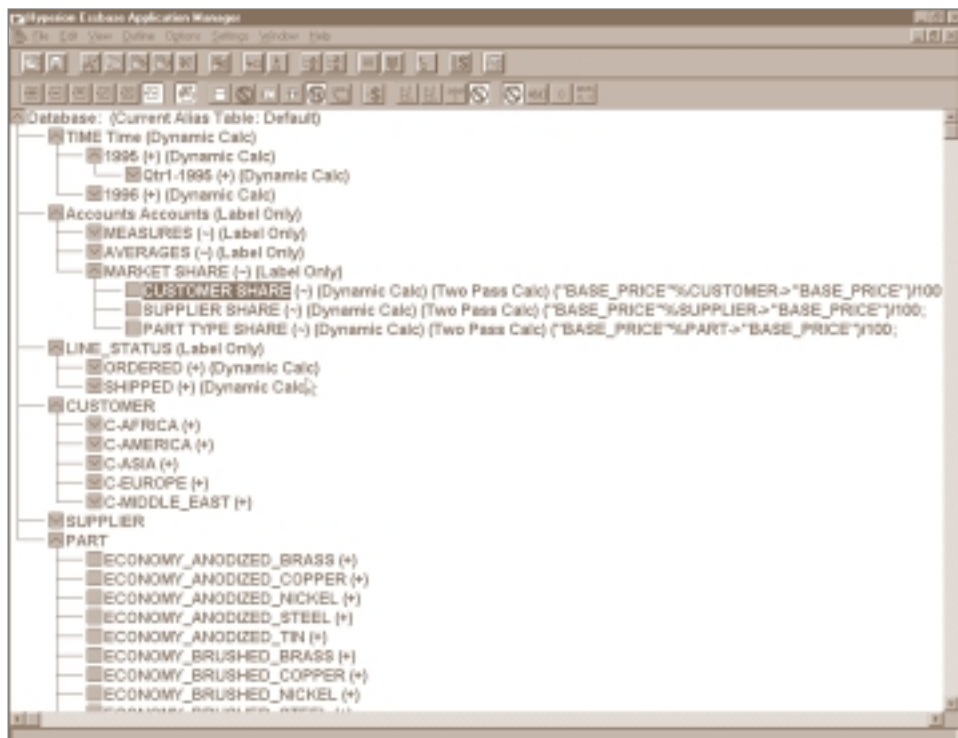 Hyperion Essbase Application Manager
File Edit View Outline Options Settings Window Help
Database: (Current Alias Table: Default)
TIME Time (Dynamic Calc)
1995 (+) (Dynamic Calc)
Qtr1-1995 (+) (Dynamic Calc)
1996 (+) (Dynamic Calc)
Accounts Accounts (Label Only)
MEASURES (~) (Label Only)
AVERAGES (~) (Label Only)
MARKET SHARE (~) (Label Only)
CUSTOMER SHARE (~) (Dynamic Calc) (Two Pass Calc) ("BASE_PRICE"%CUSTOMER->"BASE_PRICE")/100
SUPPLIER SHARE (~) (Dynamic Calc) (Two Pass Calc) ("BASE_PRICE"%SUPPLIER->"BASE_PRICE")/100;
PART TYPE SHARE (~) (Dynamic Calc) (Two Pass Calc) ("BASE_PRICE"%PART->"BASE_PRICE")/100;
LINE_STATUS (Label Only)
ORDERED (+) (Dynamic Calc)
SHIPPED (+) (Dynamic Calc)
CUSTOMER
C-AFRICA (+)
C-AMERICA (+)
C-ASIA (+)
C-EUROPE (+)
C-MIDDLE_EAST (+)
SUPPLIER
PART
ECONOMY_ANODIZED_BRASS (+)
ECONOMY_ANODIZED_COPPER (+)
ECONOMY_ANODIZED_NICKEL (+)
ECONOMY_ANODIZED_STEEL (+)
ECONOMY_ANODIZED_TIN (+)
ECONOMY_BRUSHED_BRASS (+)
ECONOMY_BRUSHED_COPPER (+)
ECONOMY_BRUSHED_NICKEL (+)
ECONOMY_BRUSHED_STEEL (+)